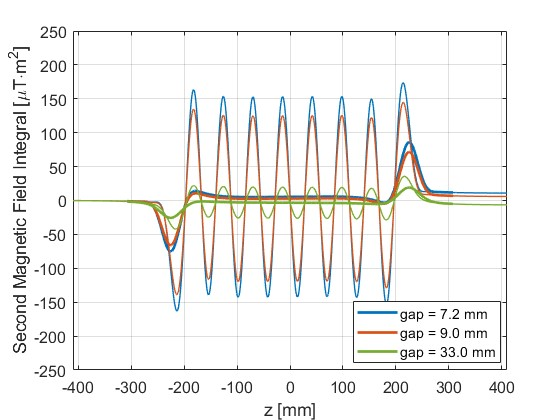 250
200
150
100
50
0
-50
-100
-150
-200
-250
Second Magnetic Field Integral [μT·m²]
gap = 7.2 mm
gap = 9.0 mm
gap = 33.0 mm
-400 -300 -200 -100 0 100 200 300 400
z [mm]